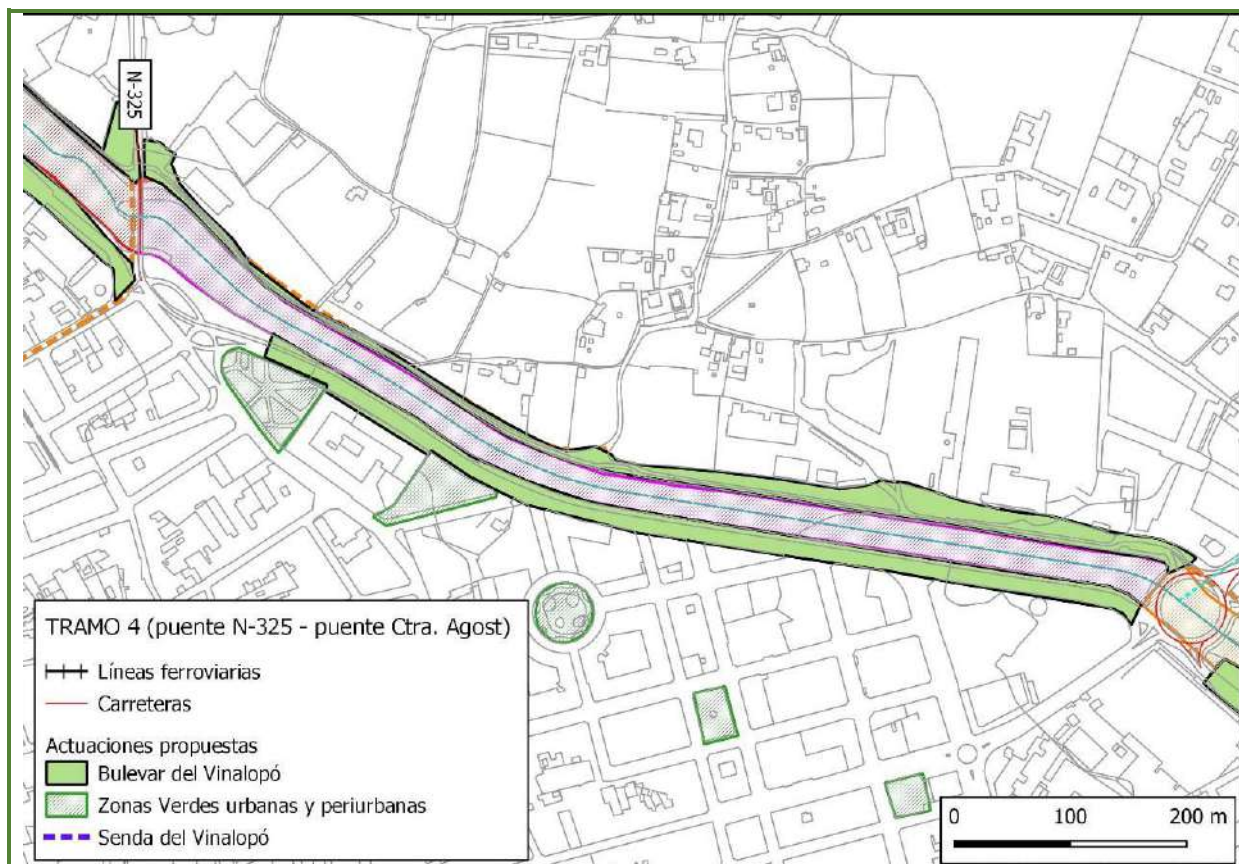 N-325
TRAMO 4 (puente N-325 - puente Ctra. Agost)
Líneas ferroviarias
Carreteras
Actuaciones propuestas
Bulevar del Vinalopó
Zonas Verdes urbanas y periurbanas
Senda del Vinalopó
0 100 200 m